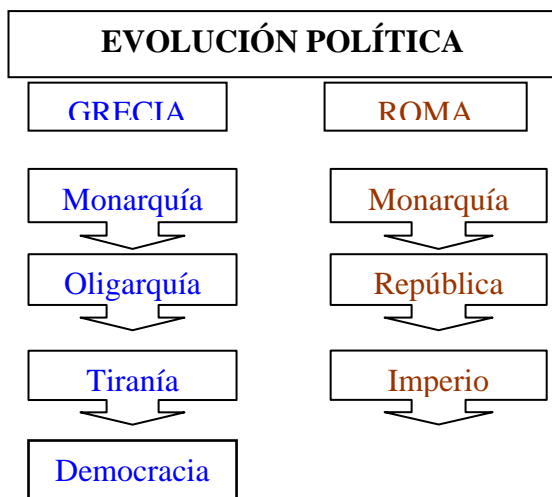 EVOLUCIÓN POLÍTICA
GRECIA
ROMA
Monarquía
Monarquía
Oligarquía
República
Tiranía
Imperio
Democracia